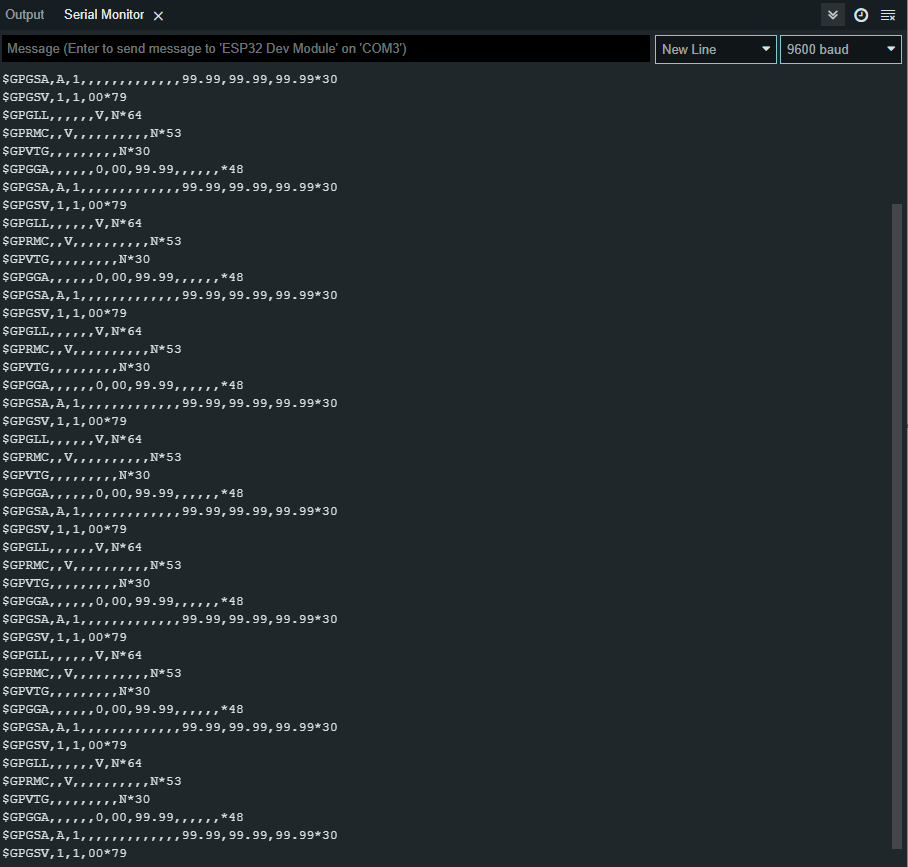 Output Serial Monitor
Message (Enter to send message to 'ESP32 Dev Module' on 'COM3') New Line 9600 baud
$GPGSA,A,1,,,,,,,,,,,,,99.99,99.99,99.99*30
$GPGSV,1,1,00*79
$GPGLL,,,,,,V,N*64
$GPRMC,,V,,,,,,,,,,N*53
$GPVTG,,,,,,,,,N*30
$GPGGA,,,,,,0,00,99.99,,,,,,*48
$GPGSA,A,1,,,,,,,,,,,,,99.99,99.99,99.99*30
$GPGSV,1,1,00*79
$GPGLL,,,,,,V,N*64
$GPRMC,,V,,,,,,,,,,N*53
$GPVTG,,,,,,,,,N*30
$GPGGA,,,,,,0,00,99.99,,,,,,*48
$GPGSA,A,1,,,,,,,,,,,,,99.99,99.99,99.99*30
$GPGSV,1,1,00*79
$GPGLL,,,,,,V,N*64
$GPRMC,,V,,,,,,,,,,N*53
$GPVTG,,,,,,,,,N*30
$GPGGA,,,,,,0,00,99.99,,,,,,*48
$GPGSA,A,1,,,,,,,,,,,,,99.99,99.99,99.99*30
$GPGSV,1,1,00*79
$GPGLL,,,,,,V,N*64
$GPRMC,,V,,,,,,,,,,N*53
$GPVTG,,,,,,,,,N*30
$GPGGA,,,,,,0,00,99.99,,,,,,*48
$GPGSA,A,1,,,,,,,,,,,,,99.99,99.99,99.99*30
$GPGSV,1,1,00*79
$GPGLL,,,,,,V,N*64
$GPRMC,,V,,,,,,,,,,N*53
$GPVTG,,,,,,,,,N*30
$GPGGA,,,,,,0,00,99.99,,,,,,*48
$GPGSA,A,1,,,,,,,,,,,,,99.99,99.99,99.99*30
$GPGSV,1,1,00*79
$GPGLL,,,,,,V,N*64
$GPRMC,,V,,,,,,,,,,N*53
$GPVTG,,,,,,,,,N*30
$GPGGA,,,,,,0,00,99.99,,,,,,*48
$GPGSA,A,1,,,,,,,,,,,,,99.99,99.99,99.99*30
$GPGSV,1,1,00*79
$GPGLL,,,,,,V,N*64
$GPRMC,,V,,,,,,,,,,N*53
$GPVTG,,,,,,,,,N*30
$GPGGA,,,,,,0,00,99.99,,,,,,*48
$GPGSA,A,1,,,,,,,,,,,,,99.99,99.99,99.99*30
$GPGSV,1,1,00*79